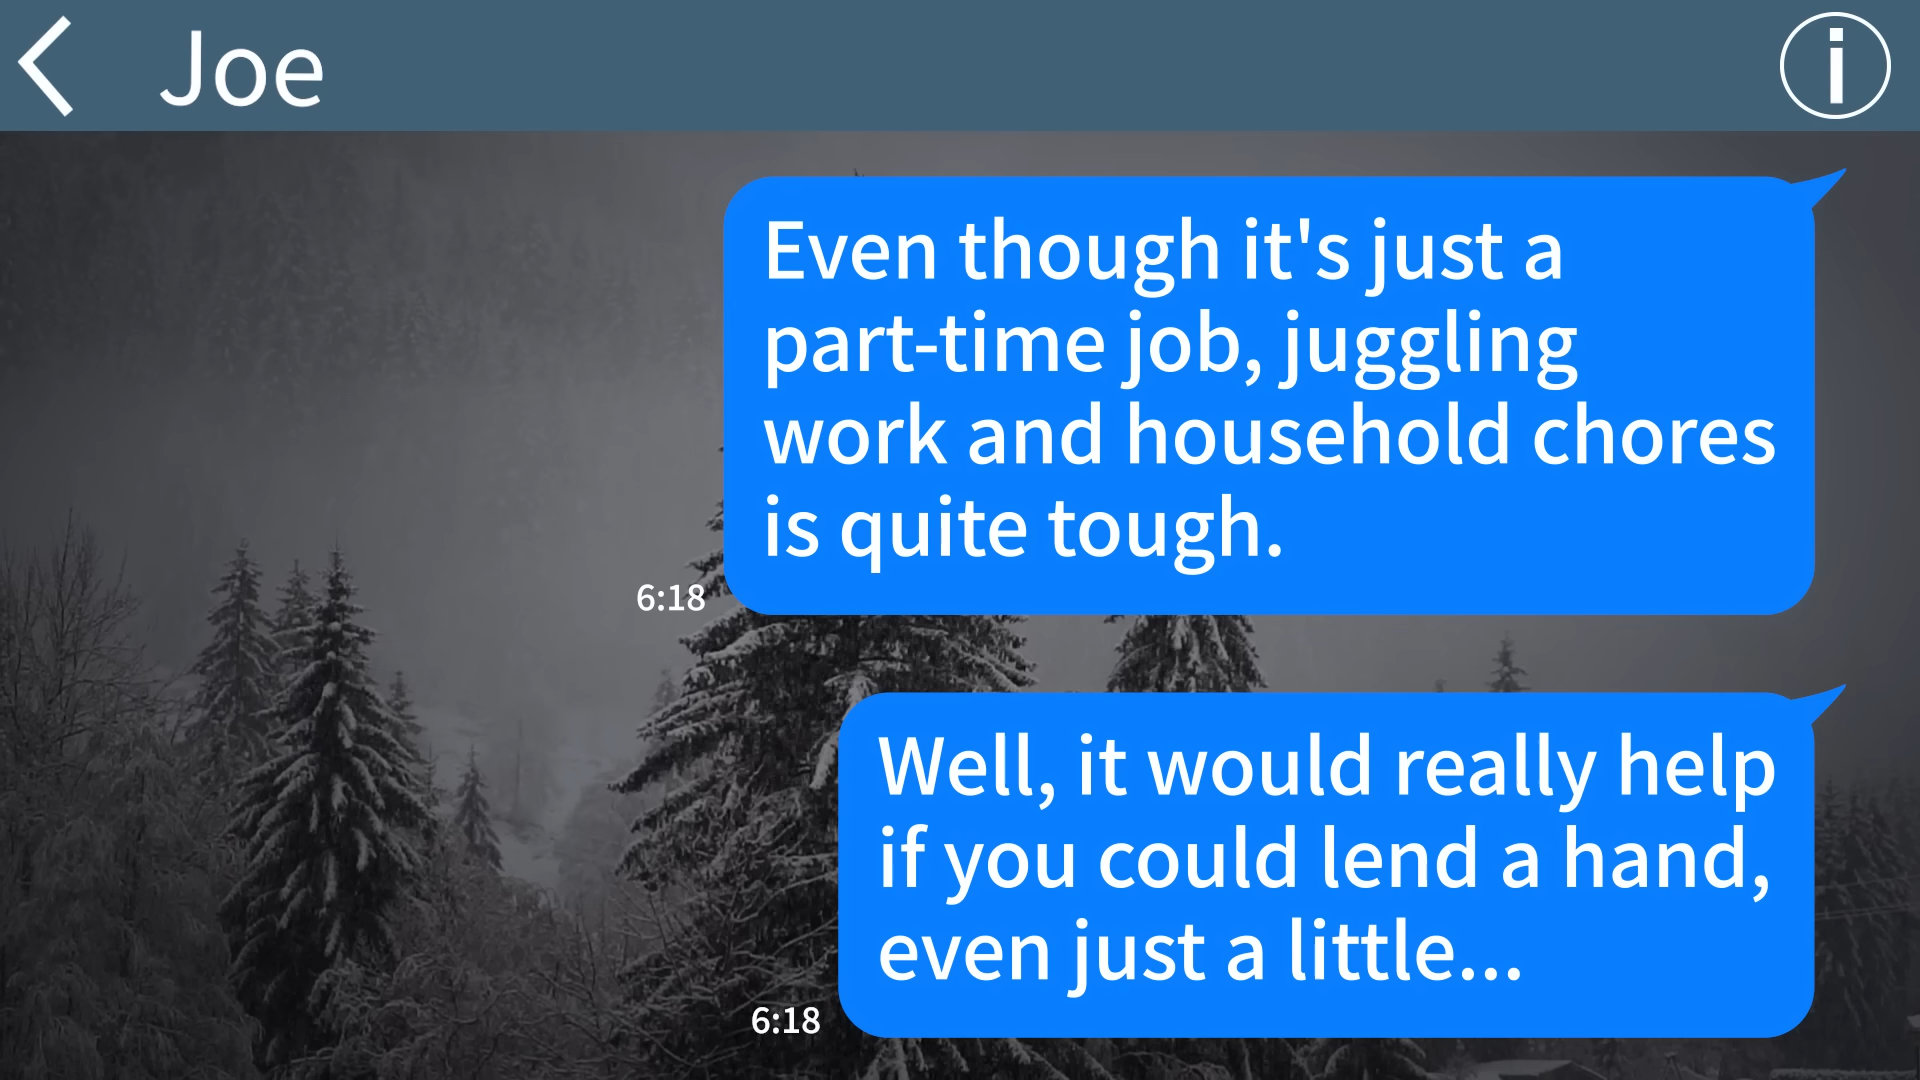 Joe
Even though it's just a
part-time job, juggling
work and household chores
is quite tough.
6:18
Well, it would really help
if you could lend a hand,
even just a little...
6:18